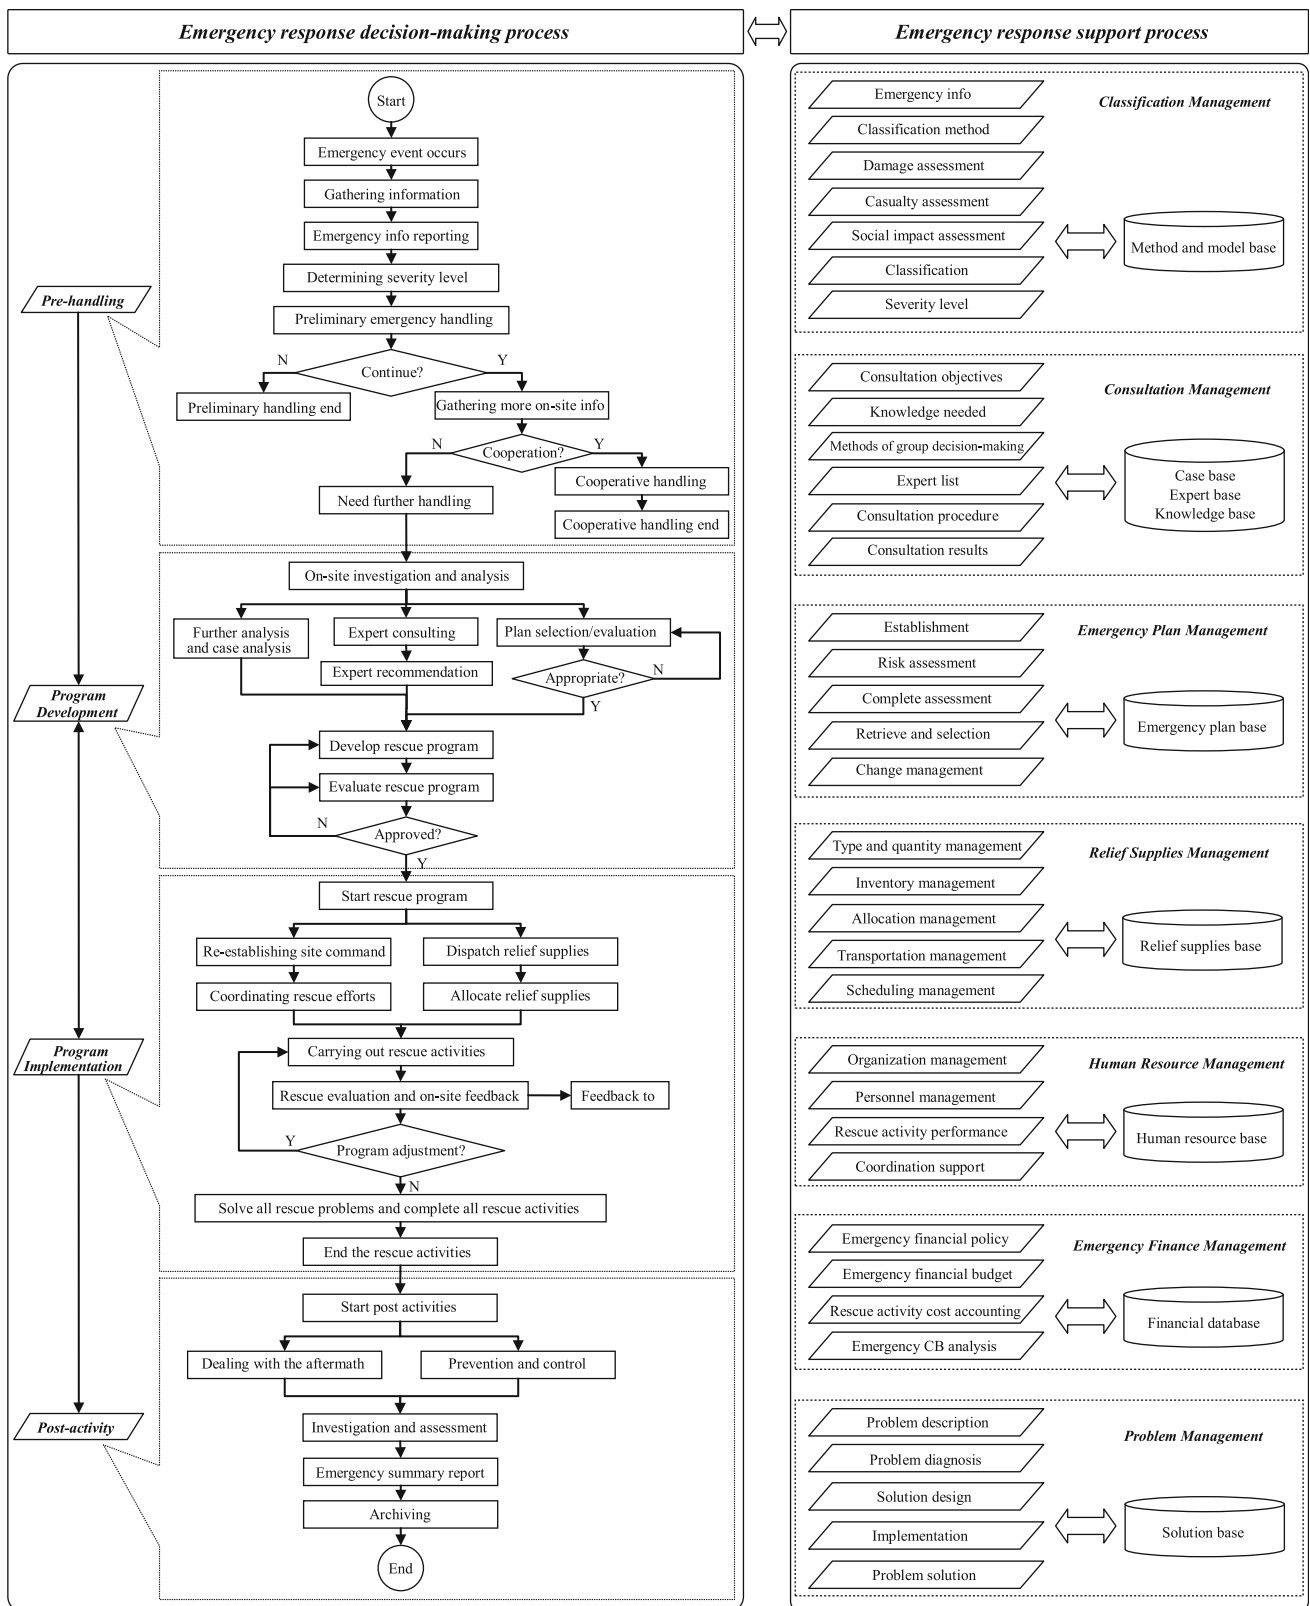 Emergency response decision-making process
Emergency response support process
Pre-handling
Program
Development
Program
Implementation
Post-activity
Start
Emergency event occurs
Gathering information
Emergency info reporting
Determining severity level
Preliminary emergency handling
N
Continue?
Y
Preliminary handling end
Gathering more on-site info
N
Cooperation?
Y
Need further handling
Cooperative handling
Cooperative handling end
On-site investigation and analysis
Further analysis
and case analysis
Expert consulting
Expert recommendation
Plan selection/evaluation
Appropriate?
N
Y
Develop rescue program
Evaluate rescue program
N
Approved?
Y
Start rescue program
Re-establishing site command
Dispatch relief supplies
Coordinating rescue efforts
Allocate relief supplies
Carrying out rescue activities
Rescue evaluation and on-site feedback
Feedback to
Y
Program adjustment?
N
Solve all rescue problems and complete all rescue activities
End the rescue activities
Start post activities
Dealing with the aftermath
Prevention and control
Investigation and assessment
Emergency summary report
Archiving
End
Classification Management
Emergency info
Classification method
Damage assessment
Casualty assessment
Social impact assessment
Classification
Severity level
Method and model base
Consultation Management
Consultation objectives
Knowledge needed
Methods of group decision-making
Expert list
Consultation procedure
Consultation results
Case base
Expert base
Knowledge base
Emergency Plan Management
Establishment
Risk assessment
Complete assessment
Retrieve and selection
Change management
Emergency plan base
Relief Supplies Management
Type and quantity management
Inventory management
Allocation management
Transportation management
Scheduling management
Relief supplies base
Human Resource Management
Organization management
Personnel management
Rescue activity performance
Coordination support
Human resource base
Emergency Finance Management
Emergency financial policy
Emergency financial budget
Rescue activity cost accounting
Emergency CB analysis
Financial database
Problem Management
Problem description
Problem diagnosis
Solution design
Implementation
Problem solution
Solution base